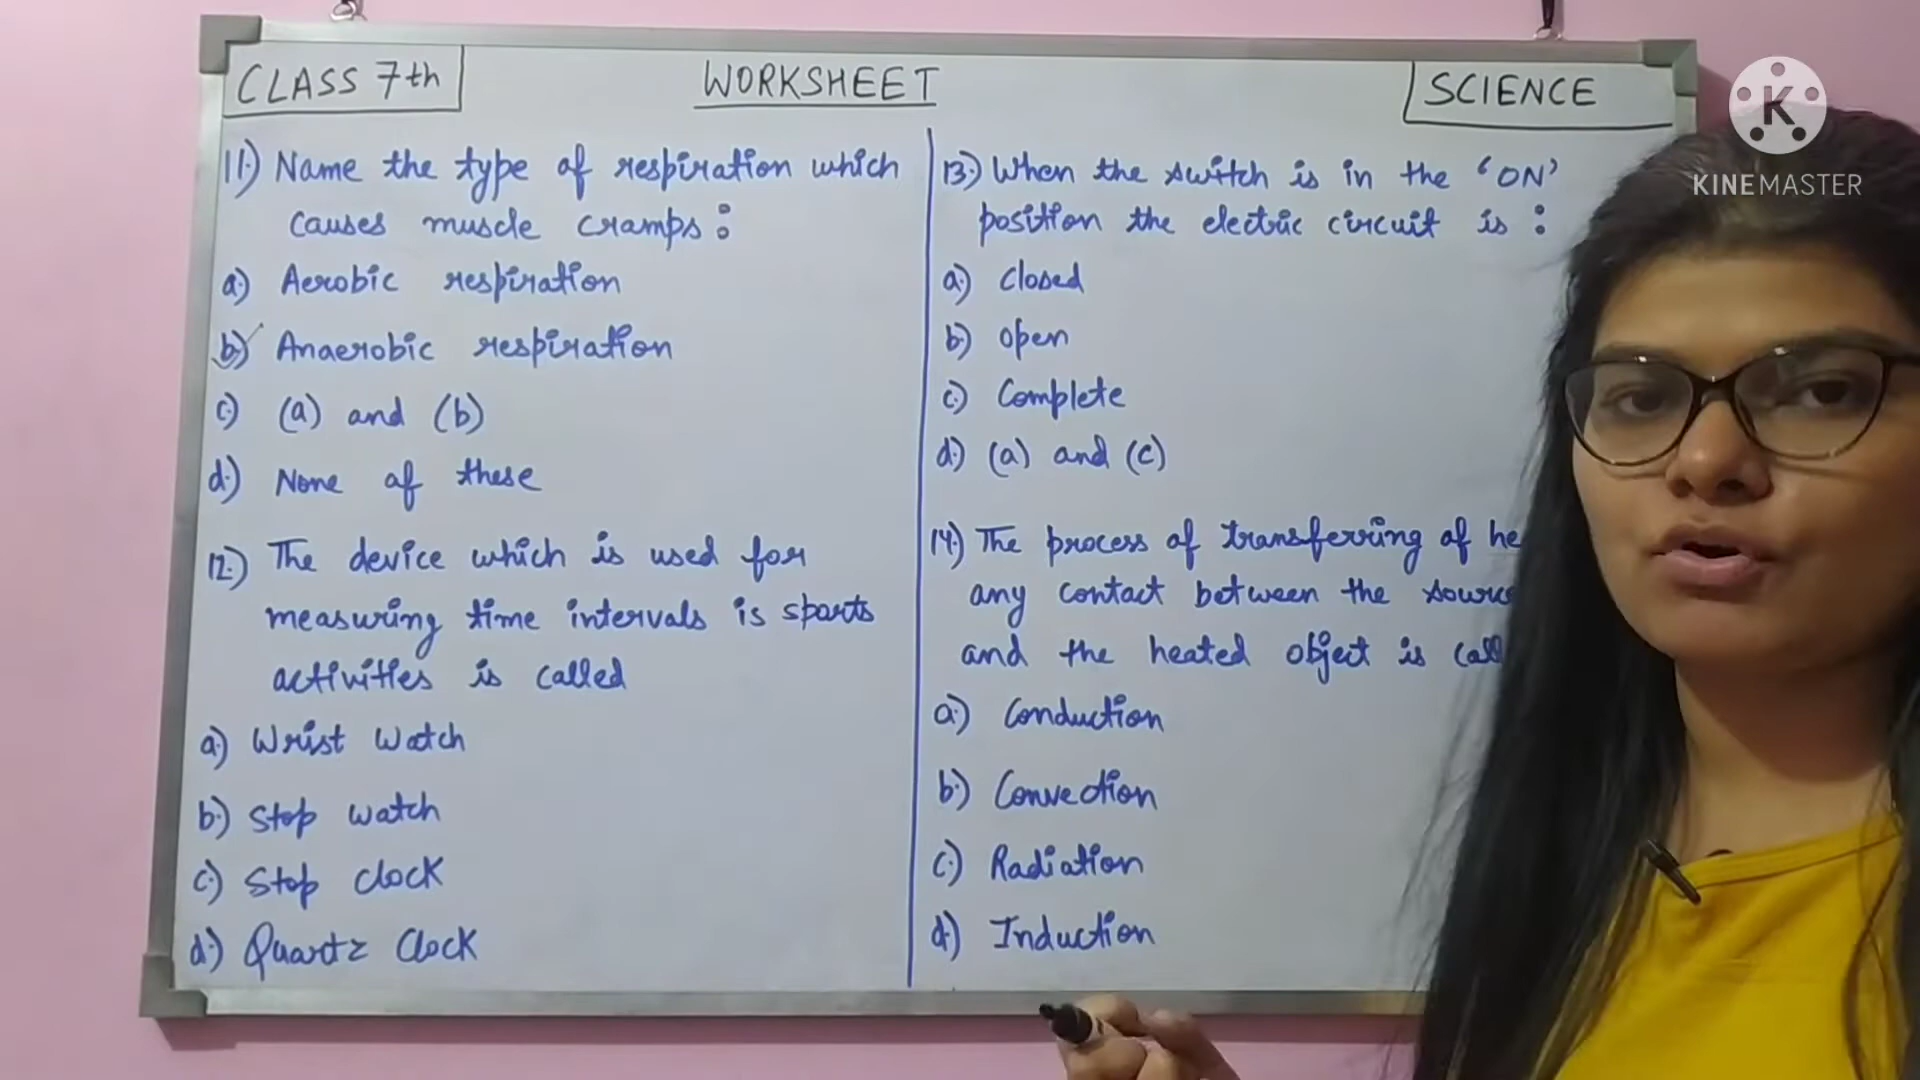 CLASS 7th
WORKSHEET
SCIENCE
KINEMASTER
11.) Name the type of respiration which
causes muscle cramps:
a.) Aerobic respiration
b.) Anaerobic respiration
c.) (a) and (b)
d.) None of these
12.) The device which is used for
measuring time intervals is sports
activities is called
a.) Wrist Watch
b.) Stop watch
c.) Stop clock
d.) Quartz Clock
13.) When the switch is in the 'ON'
position the electric circuit is :
a.) Closed
b.) Open
c.) Complete
d.) (a) and (c)
14.) The process of transferring of
any contact between the
and the heated object is
a.) Conduction
b.) Convection
c.) Radiation
d.) Induction